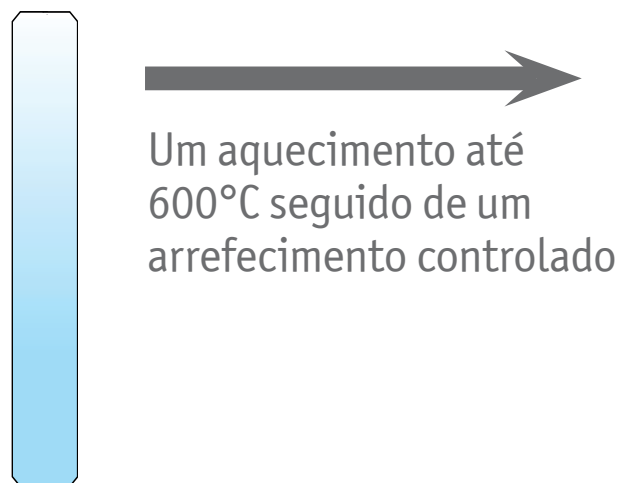 Um aquecimento até
600°C seguido de um
arrefecimento controlado